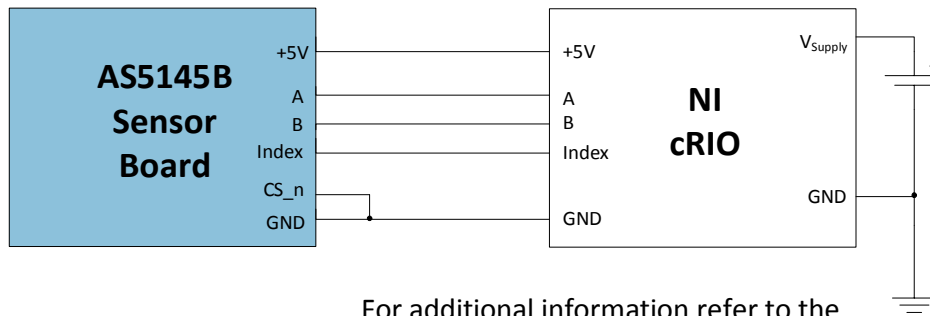 AS5145B
Sensor
Board
+5V
A
B
Index
CS_n
GND
+5V
A
B
Index
GND
NI
cRIO
VSupply
GND
For additional information refer to the